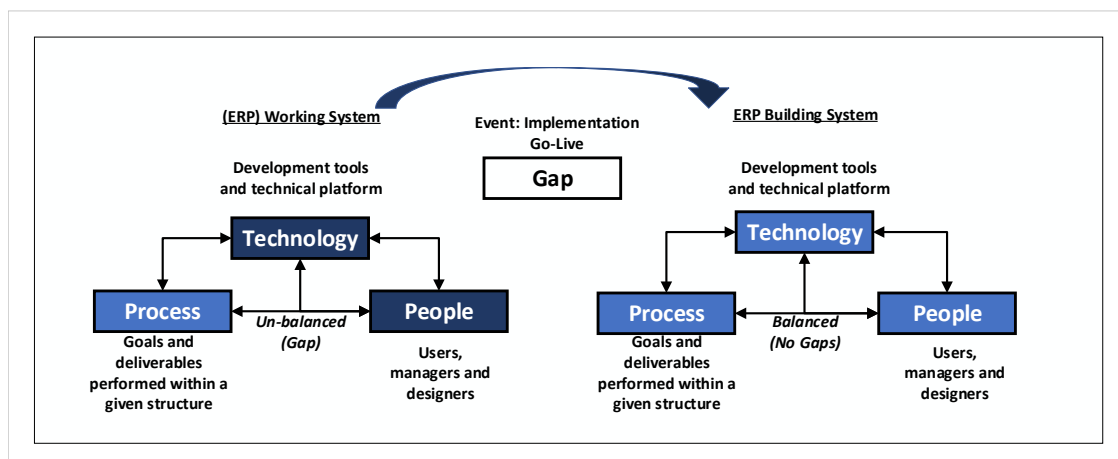 (ERP) Working System
Development tools
and technical platform
Technology
Process
People
Un-balanced
(Gap)
Goals and
deliverables
performed within a
given structure
Users,
managers and
designers
Event: Implementation
Go-Live
Gap
ERP Building System
Development tools
and technical platform
Technology
Process
People
Balanced
(No Gaps)
Goals and
deliverables
performed within a
given structure
Users,
managers and
designers